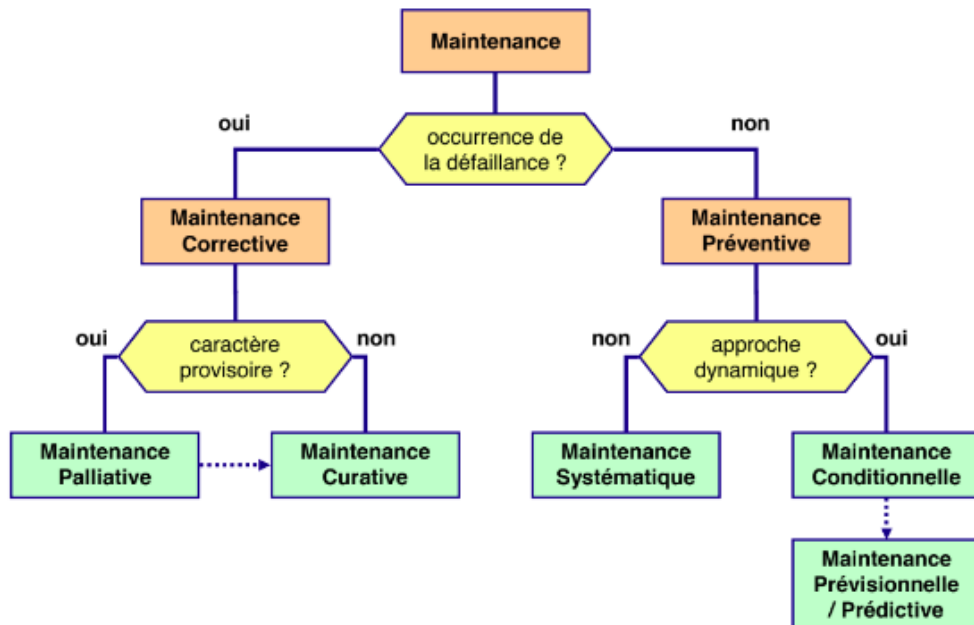 Maintenance
oui
non
occurrence de
la défaillance ?
Maintenance
Corrective
Maintenance
Préventive
oui
non
caractère
provisoire ?
non
oui
approche
dynamique ?
Maintenance
Palliative
Maintenance
Curative
Maintenance
Systématique
Maintenance
Conditionnelle
Maintenance
Prévisionnelle
/ Prédictive